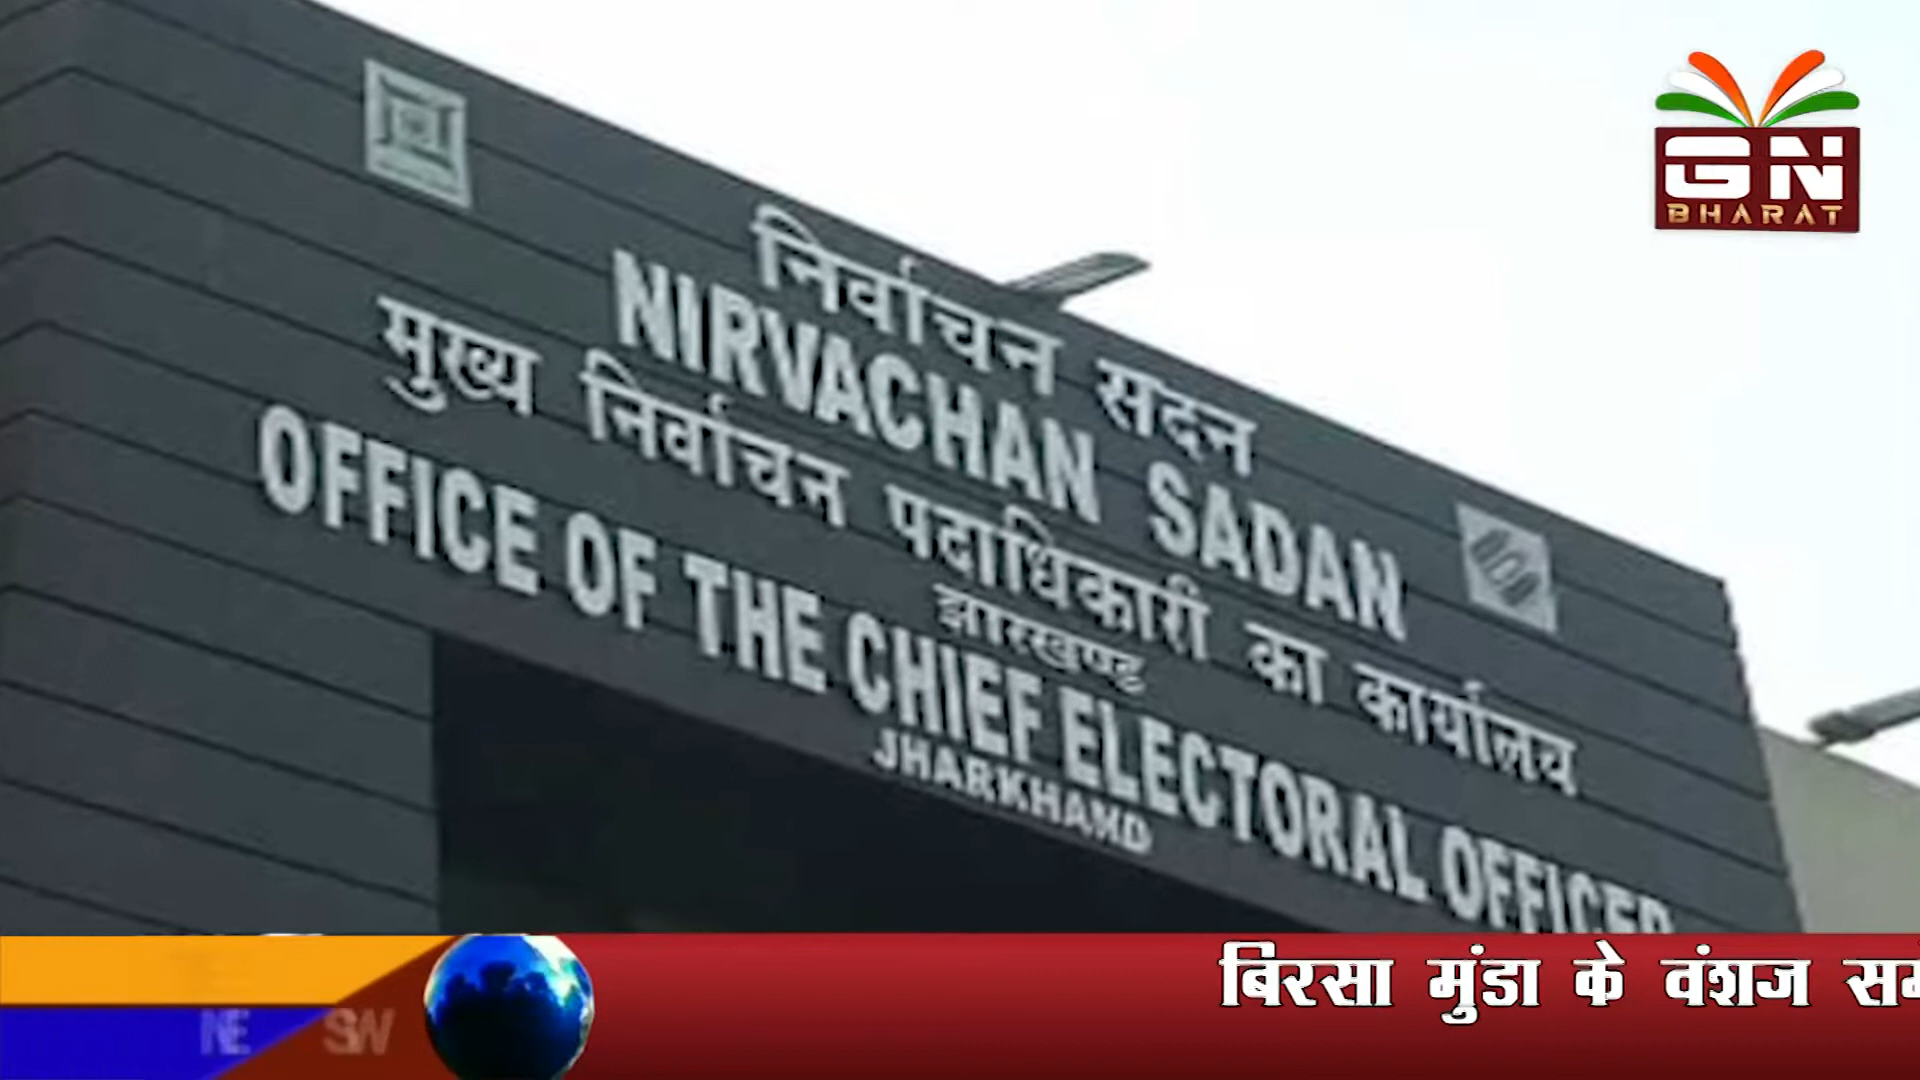 GN
BHARAT
निर्वाचन सदन
NIRVACHAN SADAN
मुख्य निर्वाचन पदाधिकारी का कार्यालय
झारखण्ड
OFFICE OF THE CHIEF ELECTORAL OFFICER
JHARKHAND
बिरसा मुंडा के वंशज
NEWS